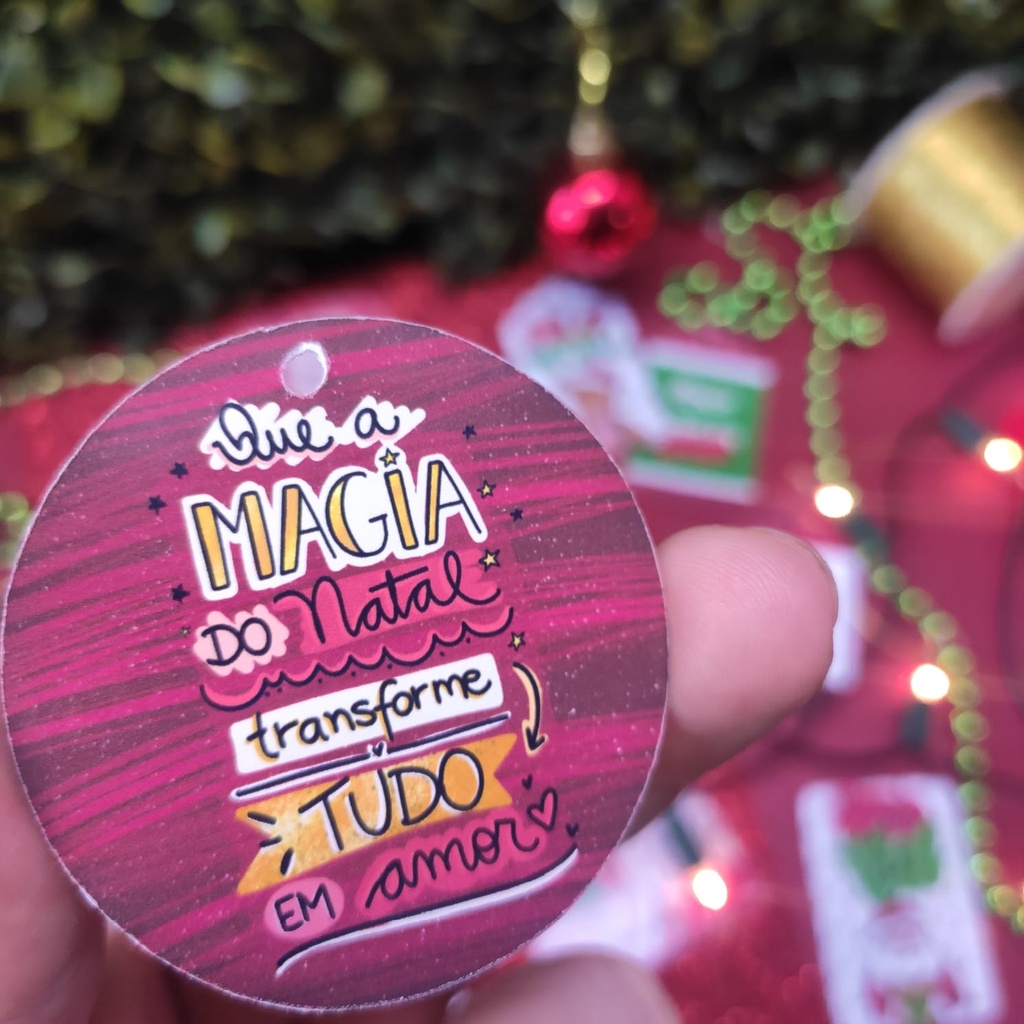 Que a
MAGIA
DO Natal
transforme
TUDO
EM amor